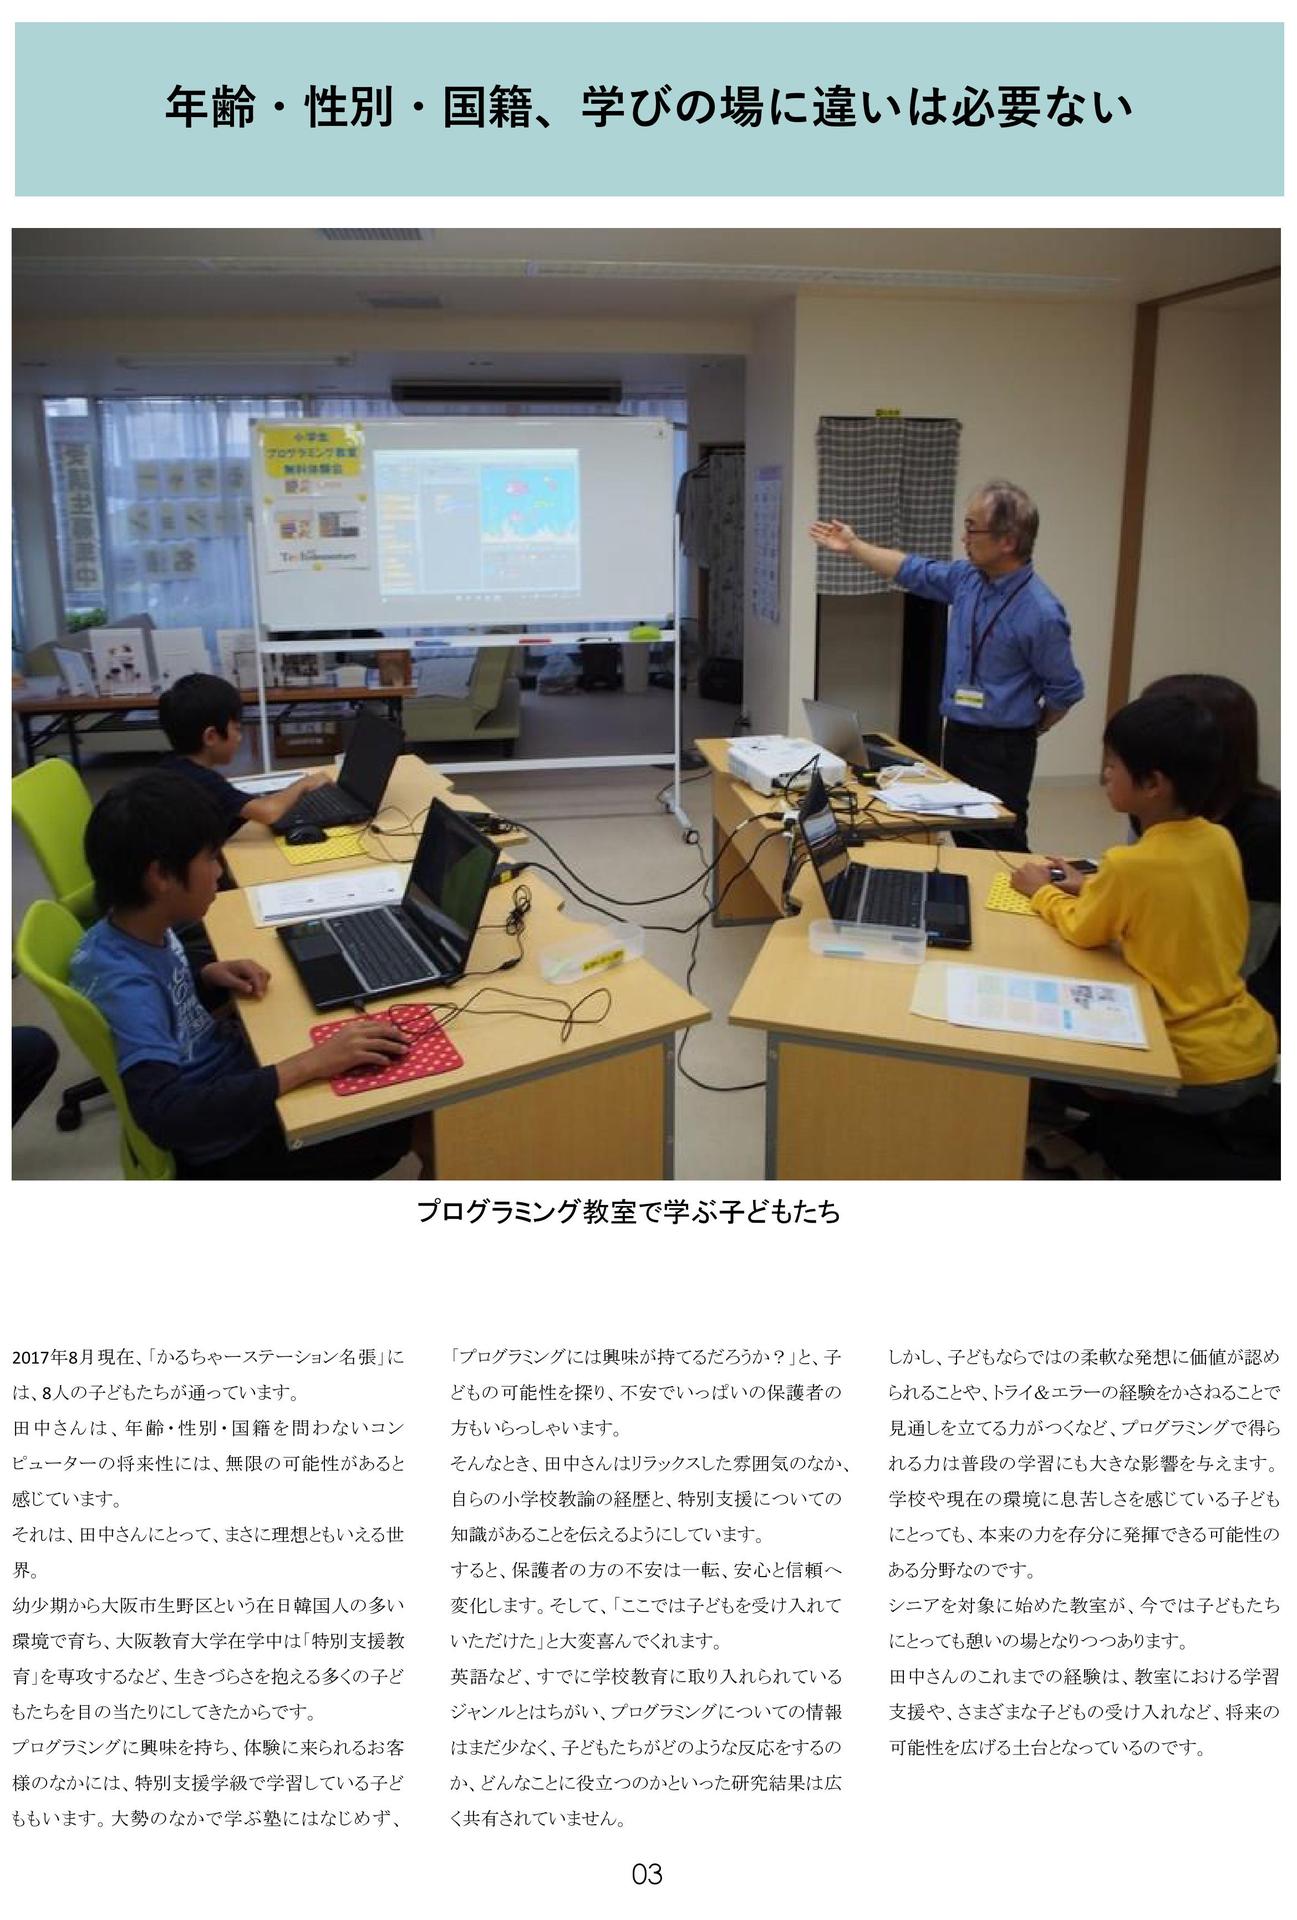 年齢・性別・国籍、学びの場に違いは必要ない
小学生
プログラミング教室
無料体験会
TechElementary
プログラミング教室で学ぶ子どもたち
2017年8月現在、「かるちゃーステーション名張」に
は、8人の子どもたちが通っています。
田中さんは、年齢・性別・国籍を問わないコン
ピューターの将来性には、無限の可能性があると
感じています。
それは、田中さんにとって、まさに理想ともいえる世
界。
幼少期から大阪市生野区という在日韓国人の多い
環境で育ち、大阪教育大学在学中は「特別支援教
育」を専攻するなど、生きづらさを抱える多くの子ど
もたちを目の当たりにしてきたからです。
プログラミングに興味を持ち、体験に来られるお客
様のなかには、特別支援学級で学習している子ど
ももいます。大勢のなかで学ぶ塾にはなじめず、
「プログラミングには興味が持てるだろうか？」と、子
どもの可能性を探り、不安でいっぱいの保護者の
方もいらっしゃいます。
そんなとき、田中さんはリラックスした雰囲気のなか、
自らの小学校教諭の経歴と、特別支援についての
知識があることを伝えるようにしています。
すると、保護者の方の不安は一転、安心と信頼へ
変化します。そして、「ここでは子どもを受け入れて
いただけた」と大変喜んでくれます。
英語など、すでに学校教育に取り入れられている
ジャンルとはちがい、プログラミングについての情報
はまだ少なく、子どもたちがどのような反応をするの
か、どんなことに役立つのかといった研究結果は広
く共有されていません。
しかし、子どもならではの柔軟な発想に価値が認め
られることや、トライ＆エラーの経験をかさねることで
見通しを立てる力がつくなど、プログラミングで得ら
れる力は普段の学習にも大きな影響を与えます。
学校や現在の環境に息苦しさを感じている子ども
にとっても、本来の力を存分に発揮できる可能性の
ある分野なのです。
シニアを対象に始めた教室が、今では子どもたち
にとっても憩いの場となりつつあります。
田中さんのこれまでの経験は、教室における学習
支援や、さまざまな子どもの受け入れなど、将来の
可能性を広げる土台となっているのです。
03